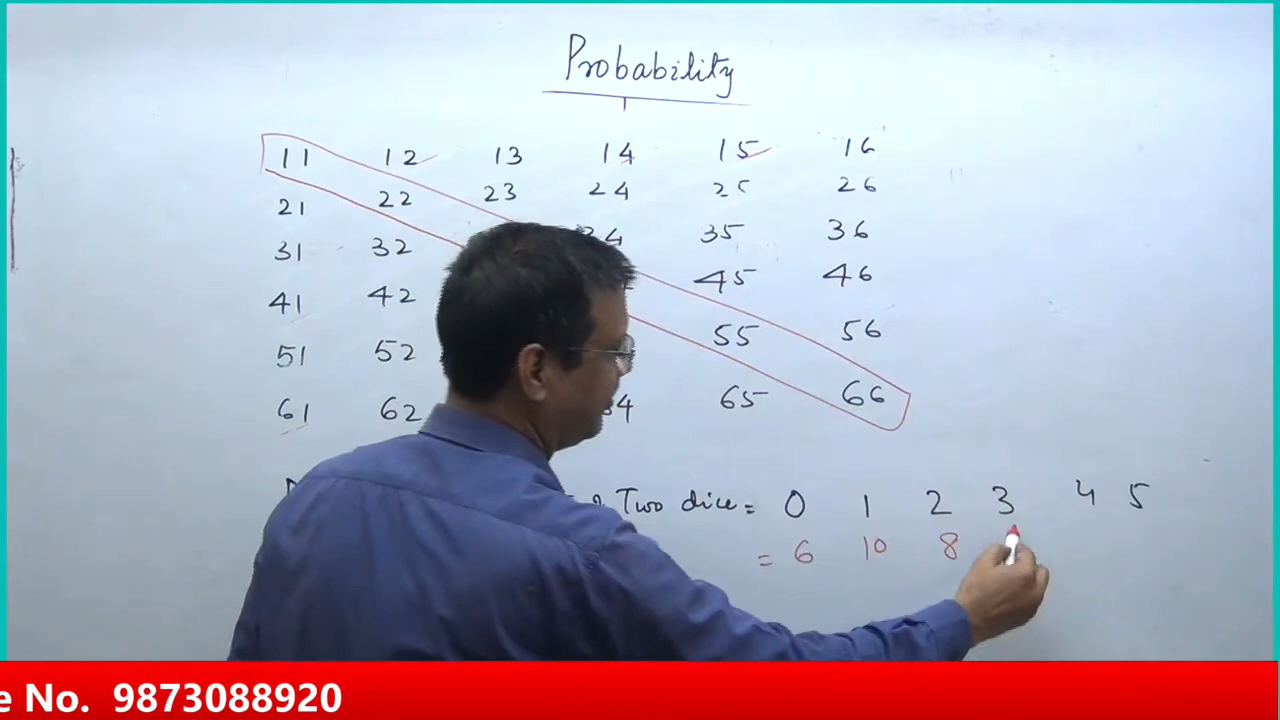 Probability
11 12 13 14 15 16
21 22 23 24 25 26
31 32 34 35 36
41 42 45 46
51 52 55 56
61 62 64 65 66
Two dice = 0 1 2 3 4 5
= 6 10 8
No. 9873088920